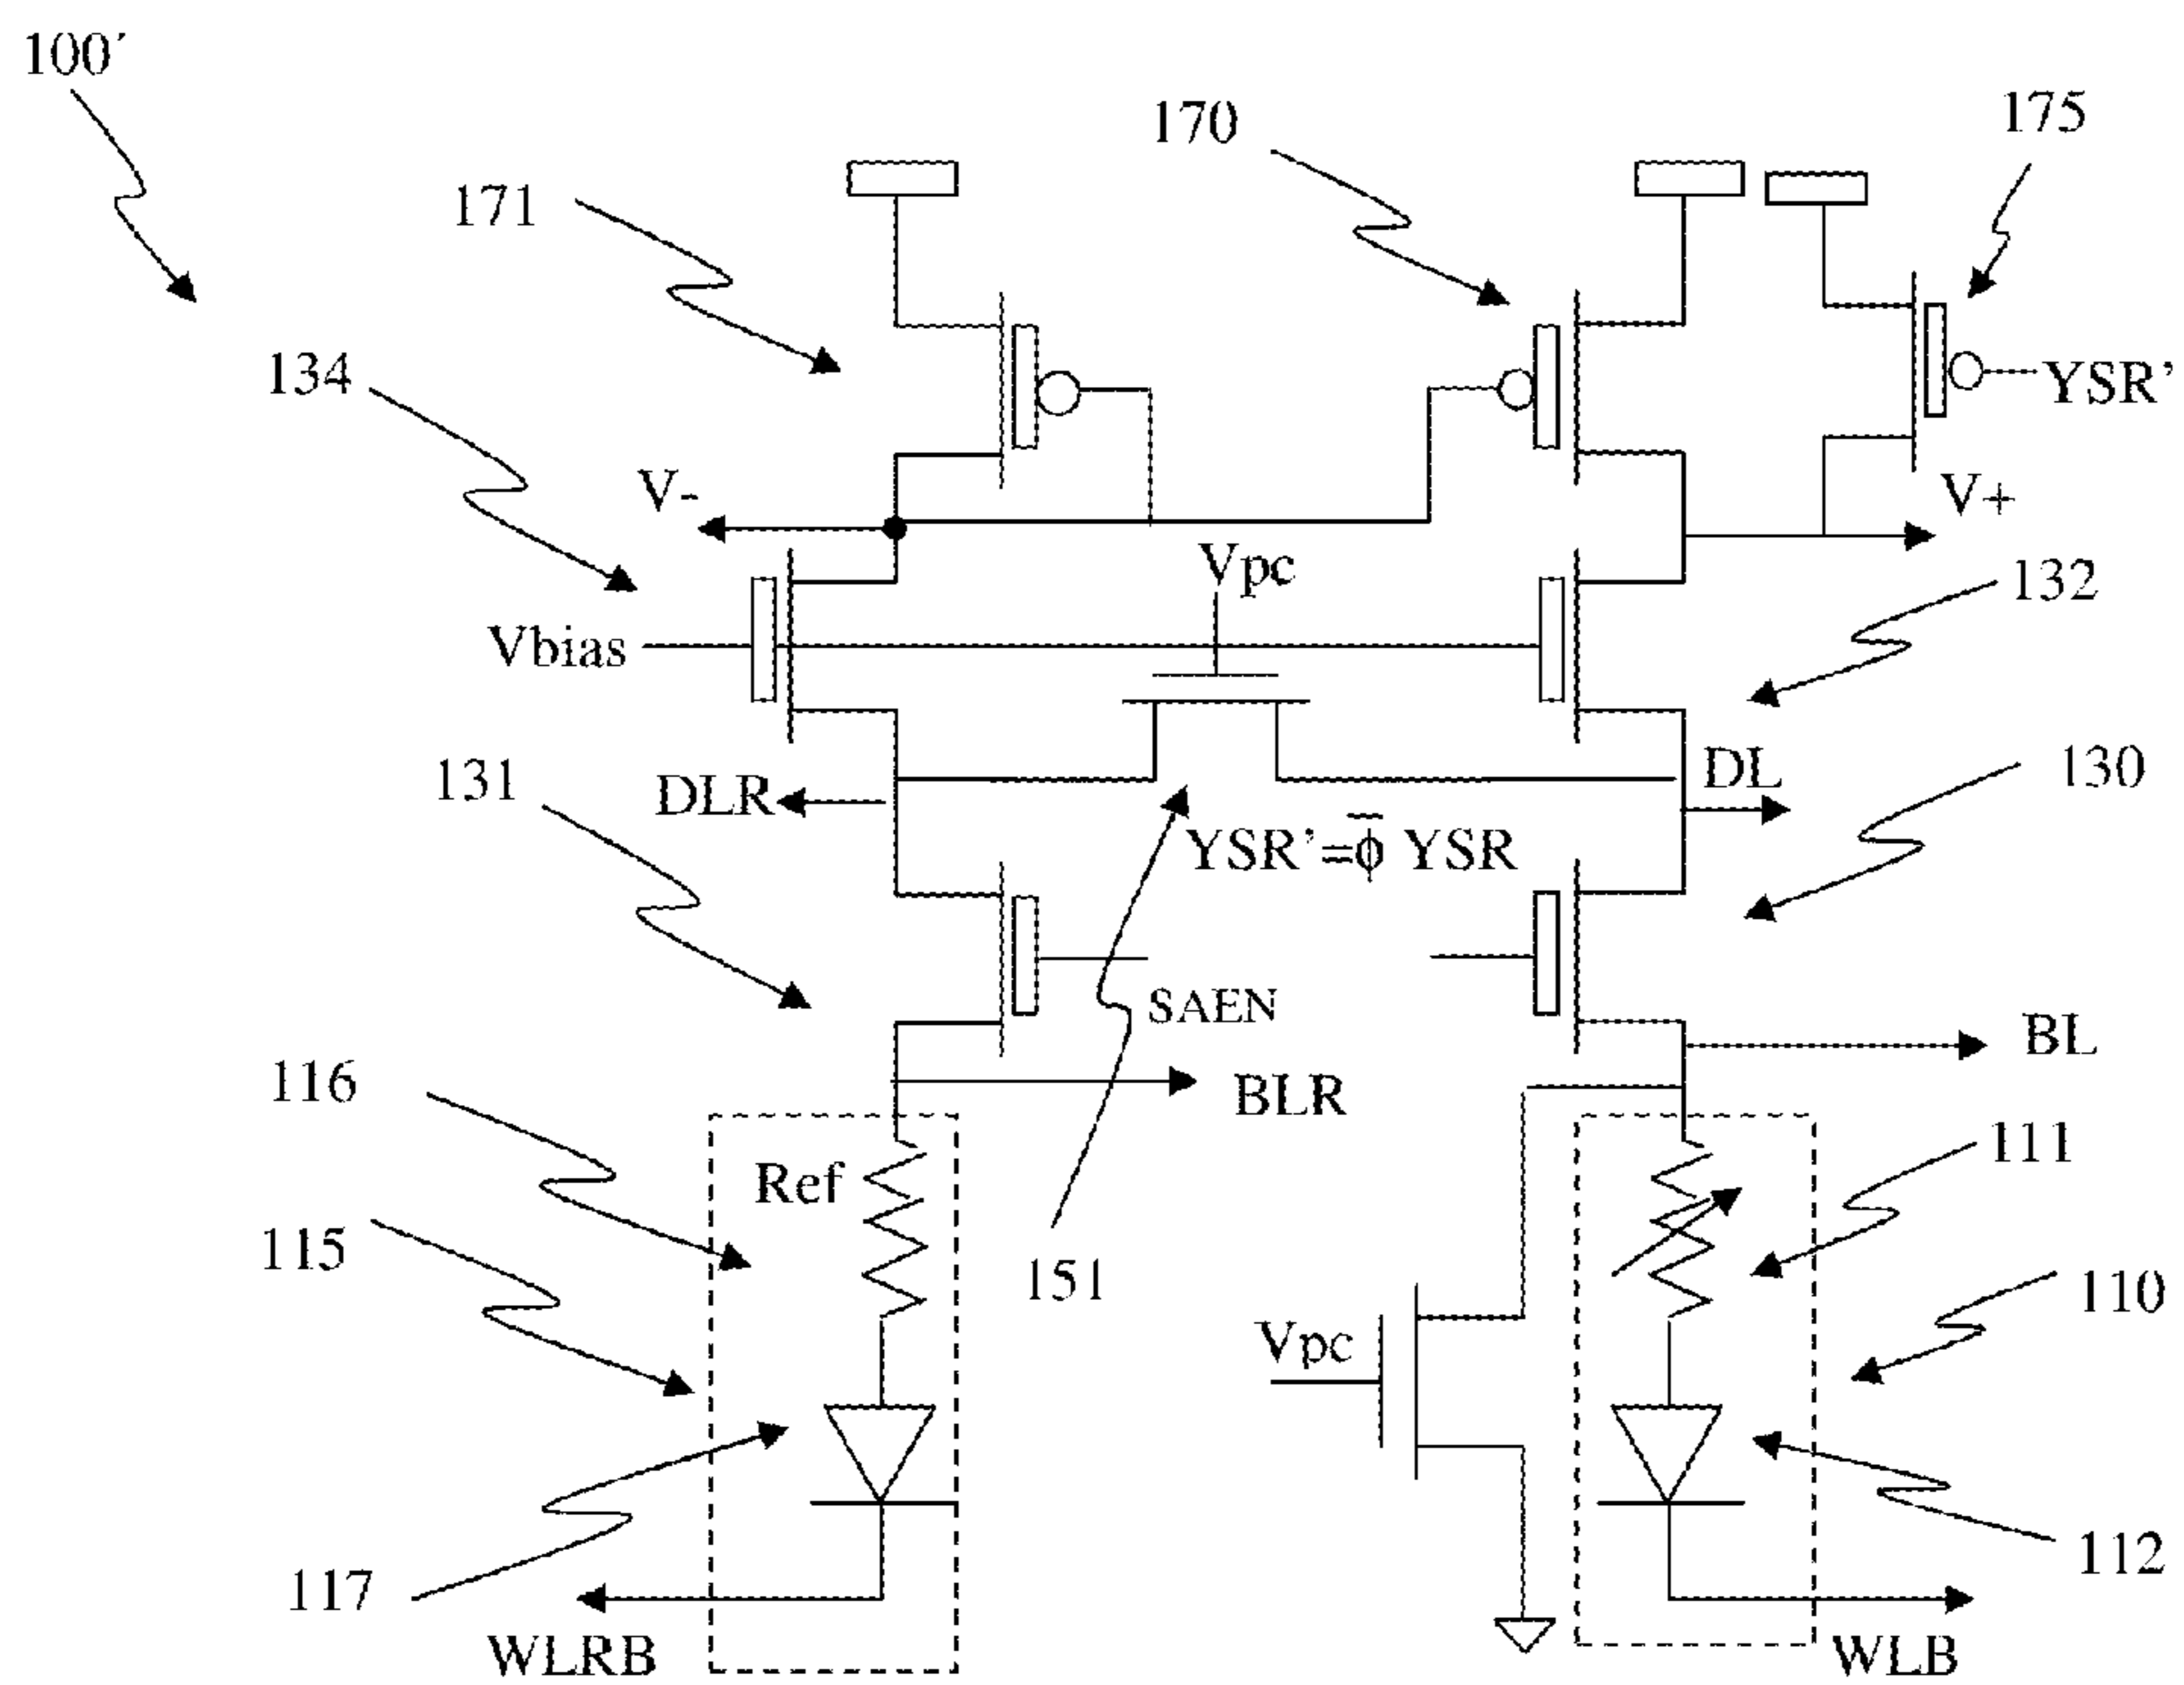 100'
170
175
171
134
YSR'
V-
V+
Vpc
132
Vbias
131
DLR
DL
130
YSR'=ϕ̅ YSR
SAEN
BL
116
BLR
111
Ref
115
151
110
Vpc
117
112
WLRB
WLB